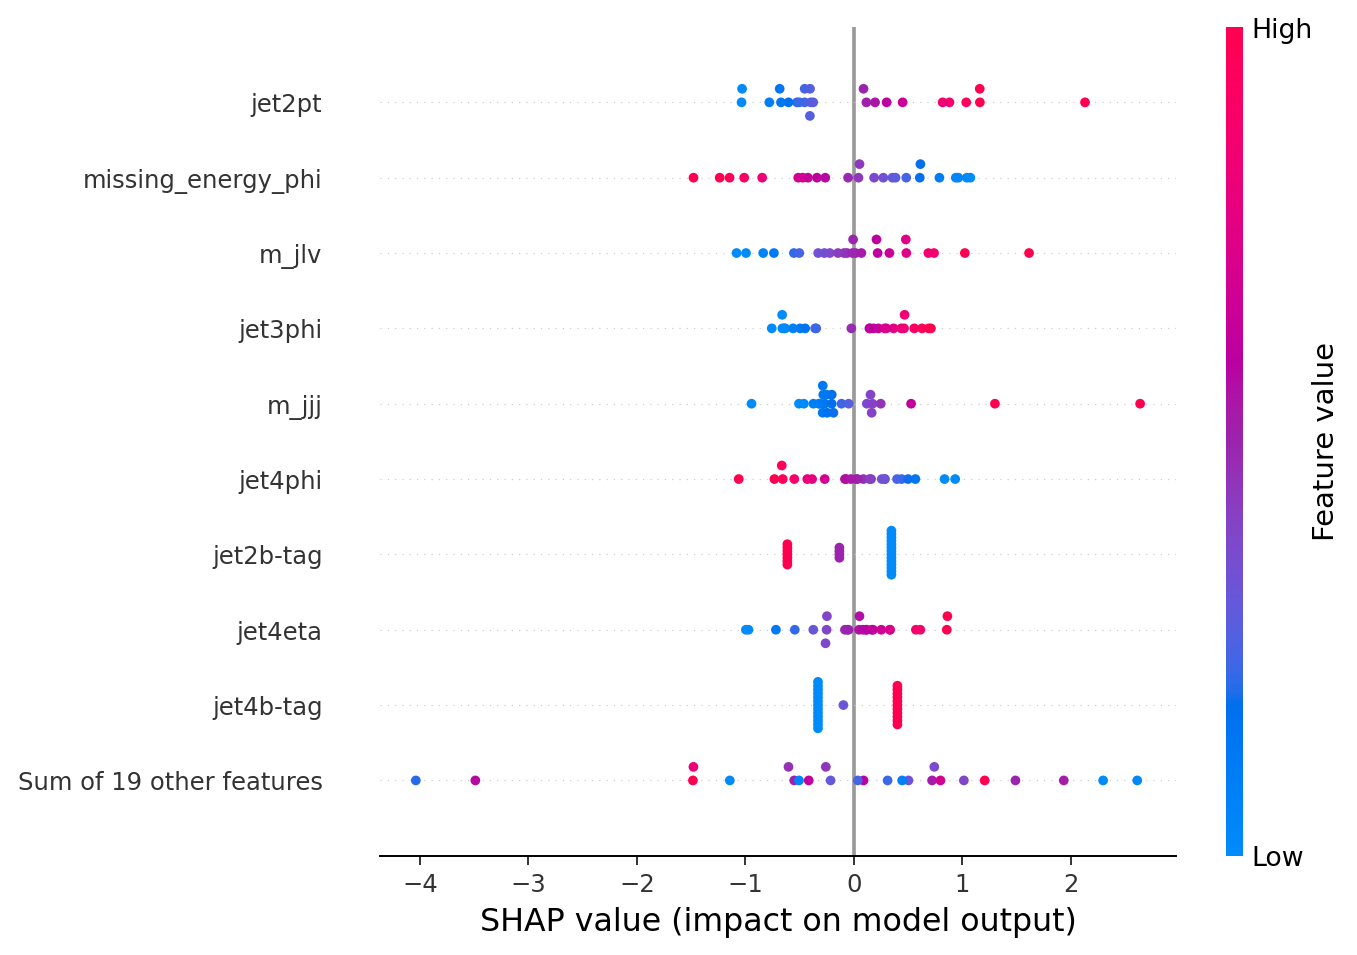 High
jet2pt
missing_energy_phi
m_jlv
jet3phi
m_jjj
jet4phi
jet2b-tag
jet4eta
jet4b-tag
Sum of 19 other features
Feature value
Low
−4 −3 −2 −1 0 1 2
SHAP value (impact on model output)